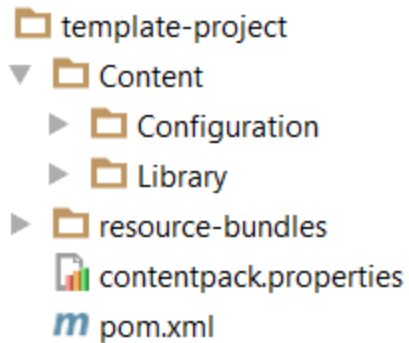 template-project
Content
Configuration
Library
resource-bundles
contentpack.properties
m pom.xml